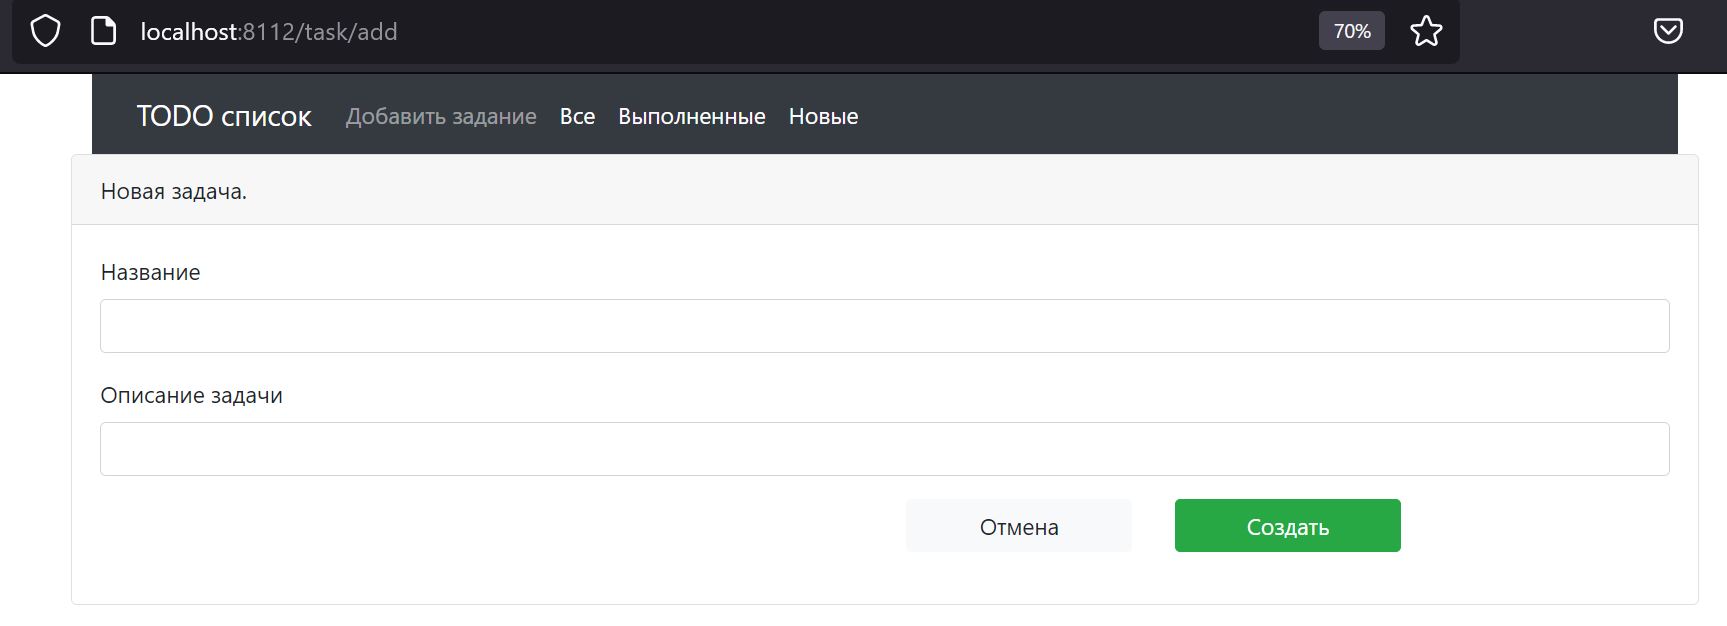 localhost:8112/task/add 70%
TODO список Добавить задание Все Выполненные Новые
Новая задача.
Название
Описание задачи
Отмена Создать